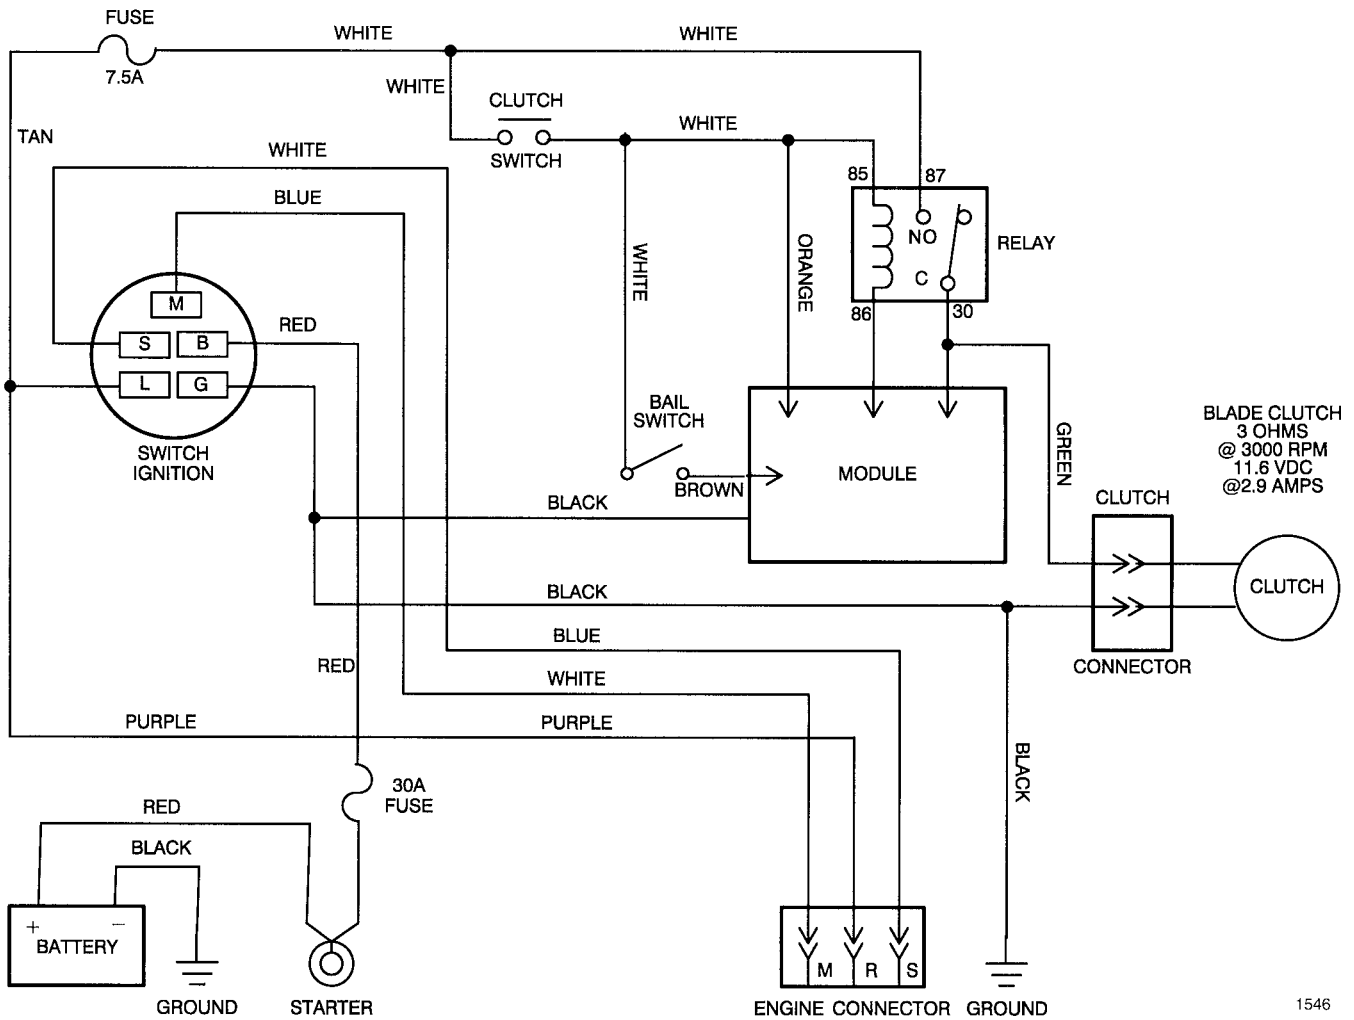 FUSE
7.5A
WHITE
WHITE
WHITE
CLUTCH
SWITCH
WHITE
TAN
WHITE
BLUE
85
87
NO
C
RELAY
86
30
WHITE
ORANGE
M
S
B
L
G
RED
SWITCH
IGNITION
BAIL
SWITCH
BROWN
MODULE
GREEN
BLADE CLUTCH
3 OHMS
@ 3000 RPM
11.6 VDC
@2.9 AMPS
CLUTCH
CLUTCH
CONNECTOR
BLACK
BLACK
BLUE
RED
WHITE
PURPLE
PURPLE
BLACK
30A
FUSE
RED
BLACK
+
−
BATTERY
GROUND
STARTER
M
R
S
ENGINE CONNECTOR
GROUND
1546